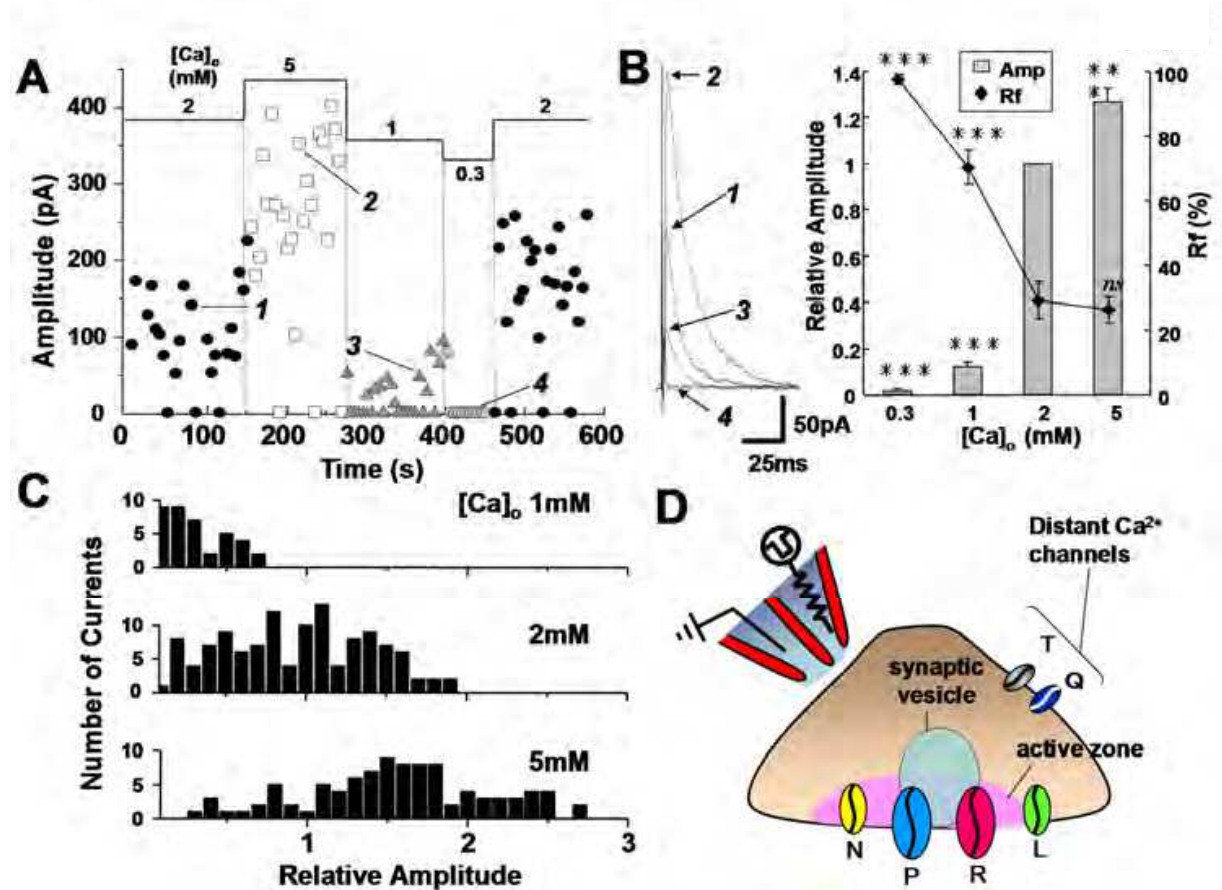 A
[Ca]o
(mM)
2
5
1
0.3
2
Amplitude (pA)
400
300
200
100
0
1
2
3
4
0 100 200 300 400 500 600
Time (s)
B
2
1
3
4
50pA
25ms
Relative Amplitude
1.4
1.2
1
0.8
0.6
0.4
0.2
0
Amp
Rf
***
***
**
*
***
***
ns
100
80
60
40
20
0
Rf (%)
0.3 1 2 5
[Ca]o (mM)
C
Number of Currents
10
5
0
[Ca]o 1mM
10
5
0
2mM
10
5
0
5mM
1 2 3
Relative Amplitude
D
Distant Ca2+
channels
T
Q
synaptic
vesicle
active zone
N
P
R
L